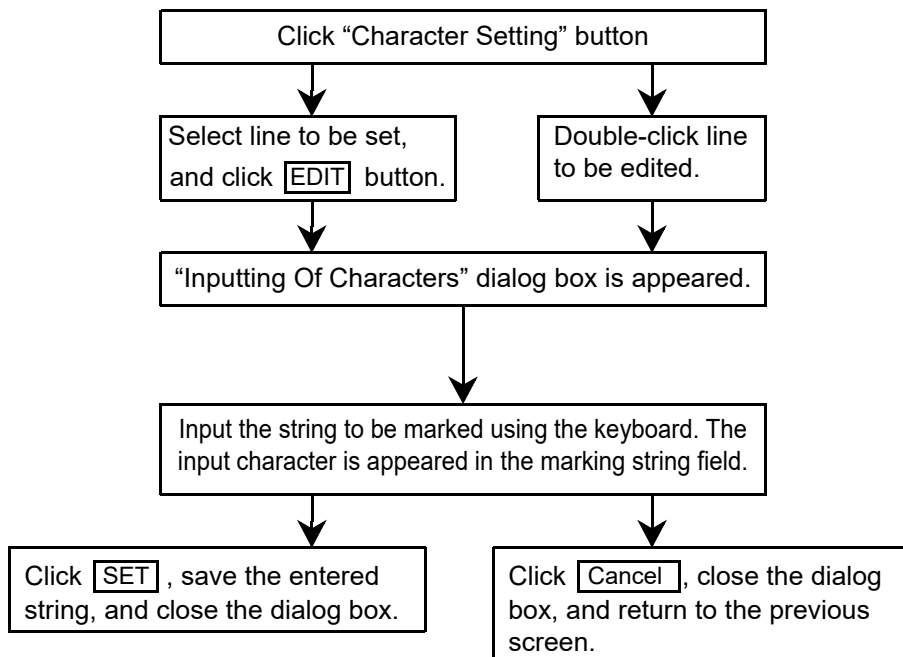 Click “Character Setting” button
Select line to be set,
and click EDIT button.
Double-click line
to be edited.
“Inputting Of Characters” dialog box is appeared.
Input the string to be marked using the keyboard. The
input character is appeared in the marking string field.
Click SET , save the entered
string, and close the dialog box.
Click Cancel , close the dialog
box, and return to the previous
screen.